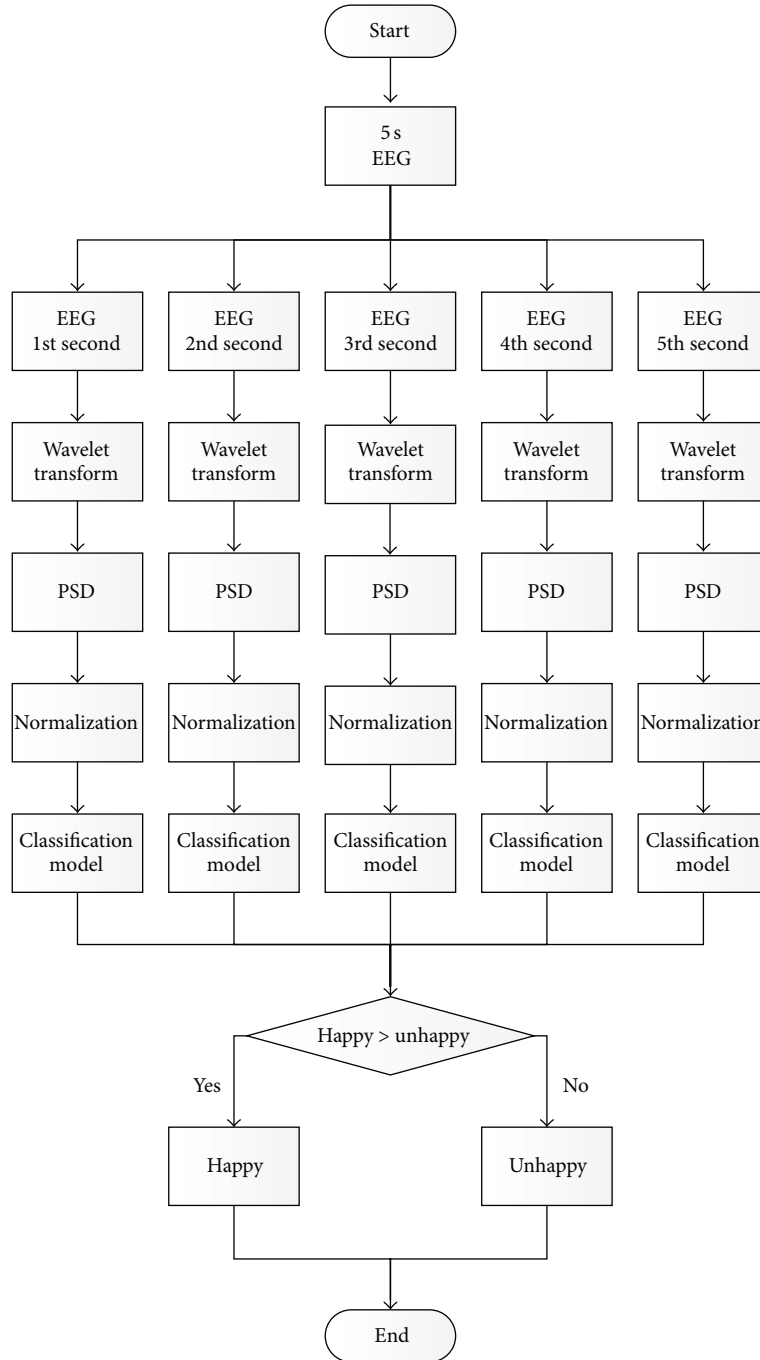 Start
5 s
EEG
EEG
1st second
EEG
2nd second
EEG
3rd second
EEG
4th second
EEG
5th second
Wavelet
transform
Wavelet
transform
Wavelet
transform
Wavelet
transform
Wavelet
transform
PSD
PSD
PSD
PSD
PSD
Normalization
Normalization
Normalization
Normalization
Normalization
Classification
model
Classification
model
Classification
model
Classification
model
Classification
model
Happy > unhappy
Yes
No
Happy
Unhappy
End